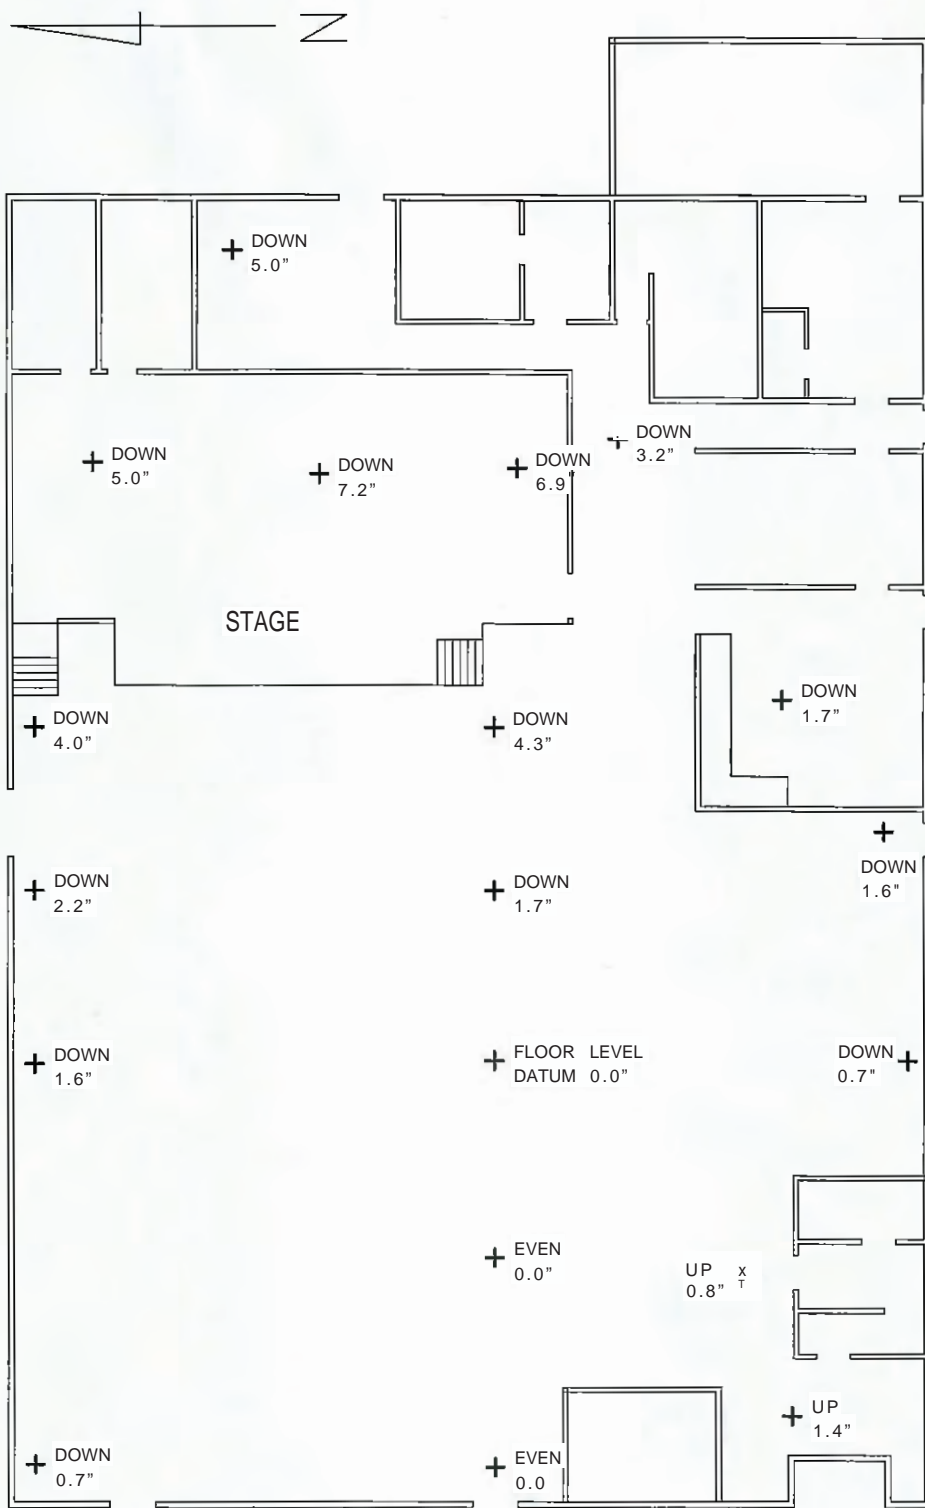 N
DOWN
5.0”
DOWN
5.0”
DOWN
7.2”
DOWN
6.9
DOWN
3.2”
STAGE
DOWN
4.0”
DOWN
4.3”
DOWN
1.7”
DOWN
1.6"
DOWN
2.2”
DOWN
1.7”
DOWN
1.6”
FLOOR LEVEL
DATUM 0.0”
DOWN
0.7"
EVEN
0.0”
UP x
0.8” T
UP
1.4”
DOWN
0.7”
EVEN
0.0